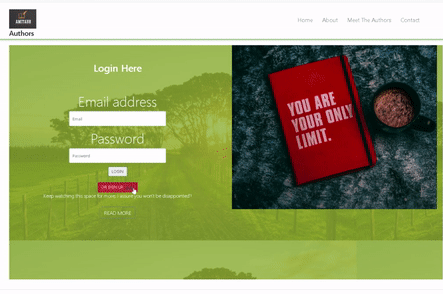 AMITABH
Authors
Home About Meet The Authors Contact
Login Here
Email address
Email
Password
Password
LOGIN
OR SIGN UP
keep watching this space for more, I assure you won't be disappointed!!
READ MORE
YOU ARE
YOUR ONLY
LIMIT.